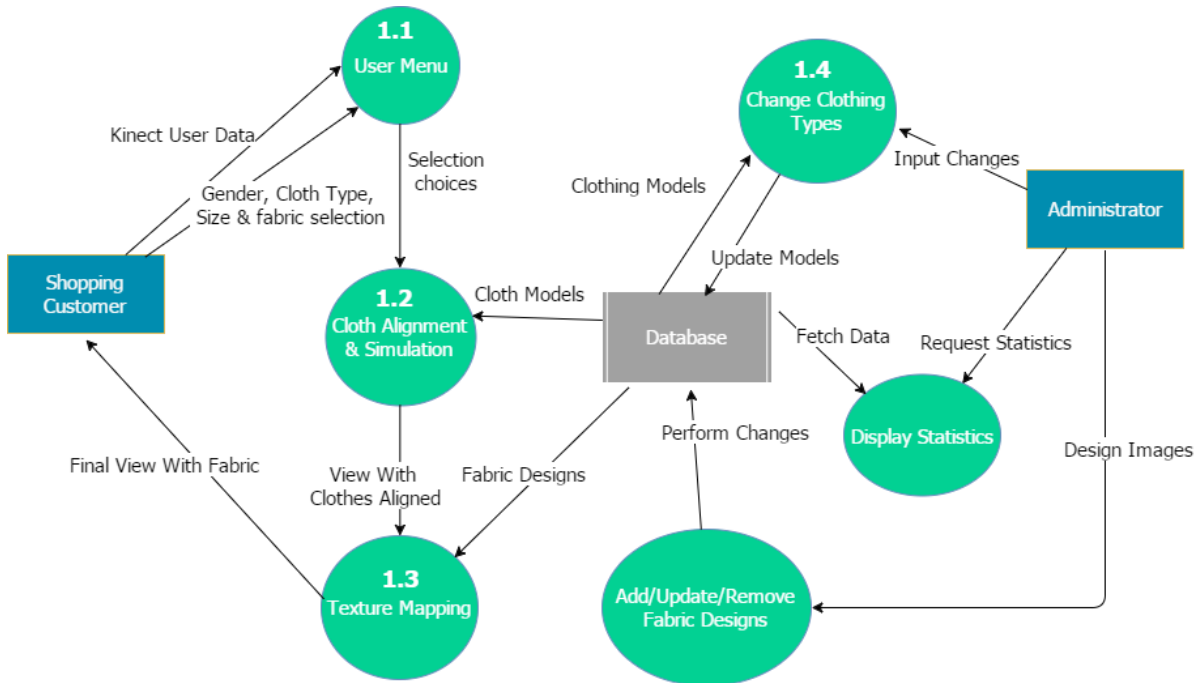 1.1
User Menu
1.4
Change Clothing
Types
Kinect User Data
Selection
choices
Input Changes
Gender, Cloth Type,
Size & fabric selection
Clothing Models
Administrator
Update Models
Shopping
Customer
1.2
Cloth Alignment
& Simulation
Cloth Models
Database
Fetch Data
Request Statistics
Display Statistics
Perform Changes
Design Images
Final View With Fabric
View With
Clothes Aligned
Fabric Designs
1.3
Texture Mapping
Add/Update/Remove
Fabric Designs